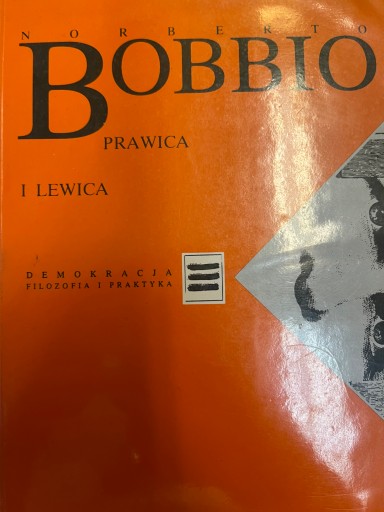 NORBERTO
BOBBIO
PRAWICA
I LEWICA
DEMOKRACJA
FILOZOFIA I PRAKTYKA